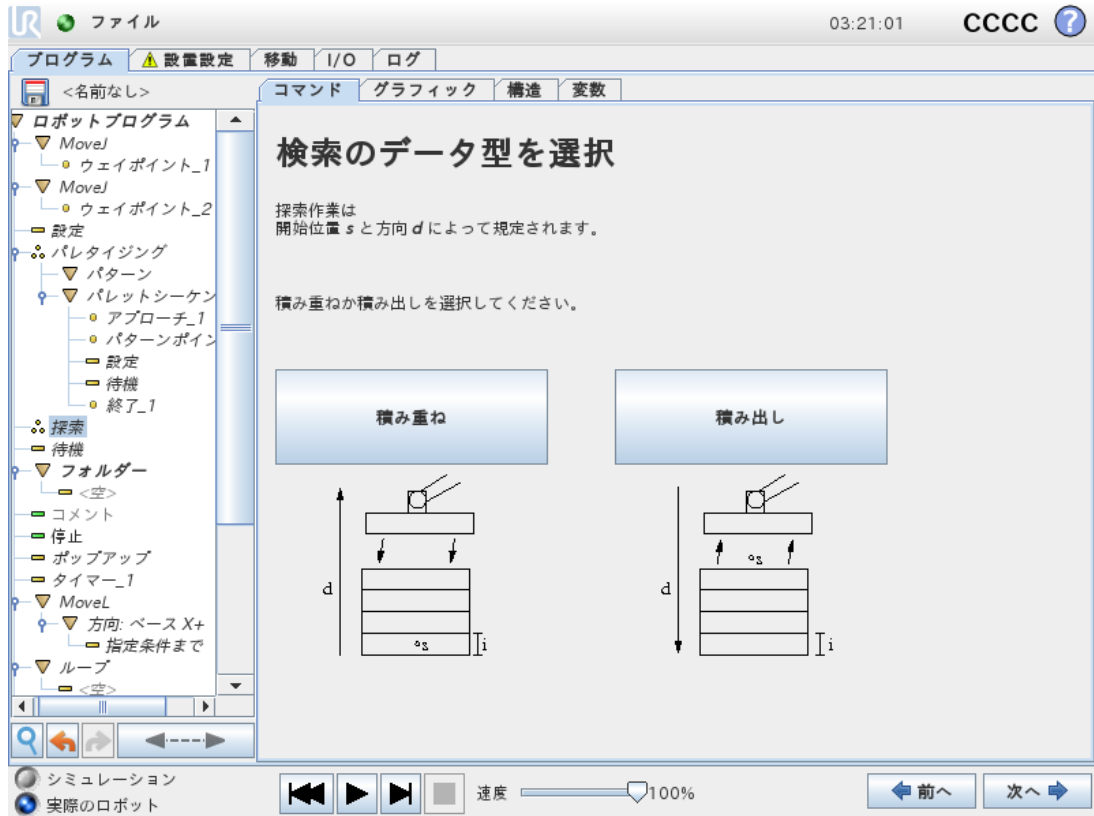 UR ファイル 03:21:01 CCCC ?
プログラム 設置設定 移動 I/O ログ
<名前なし>
コマンド グラフィック 構造 変数
ロボットプログラム
MoveJ
ウェイポイント_1
MoveJ
ウェイポイント_2
設定
パレタイジング
パターン
パレットシーケン
アプローチ_1
パターンポイン
設定
待機
終了_1
探索
待機
フォルダー
<空>
コメント
停止
ポップアップ
タイマー_1
MoveL
方向: ベース X+
指定条件まで
ループ
<空>
検索のデータ型を選択
探索作業は
開始位置 s と方向 d によって規定されます。
積み重ねか積み出しを選択してください。
積み重ね 積み出し
d s i
d s i
シミュレーション
実際のロボット
速度 100%
前へ 次へ